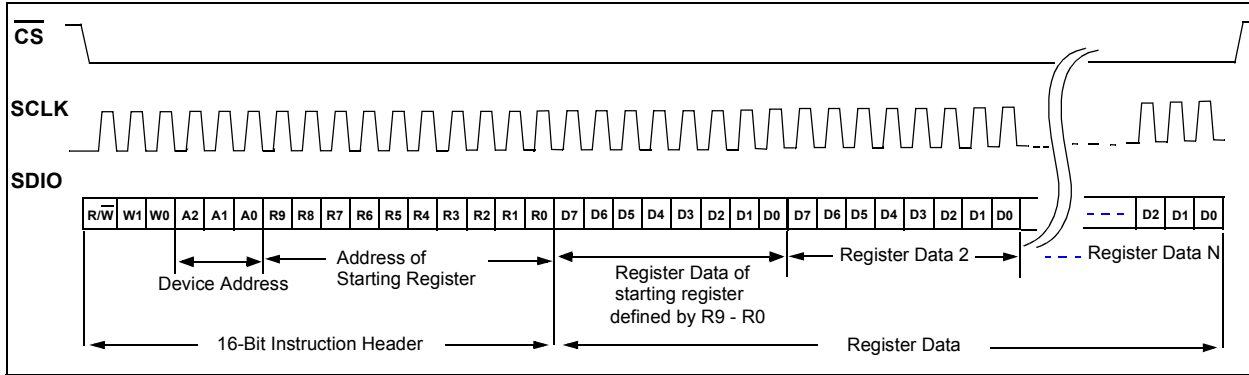 CS
SCLK
SDIO
R/W W1 W0 A2 A1 A0 R9 R8 R7 R6 R5 R4 R3 R2 R1 R0 D7 D6 D5 D4 D3 D2 D1 D0 D7 D6 D5 D4 D3 D2 D1 D0 D2 D1 D0
Device Address
Address of
Starting Register
Register Data of
starting register
defined by R9 - R0
Register Data 2
Register Data N
16-Bit Instruction Header
Register Data